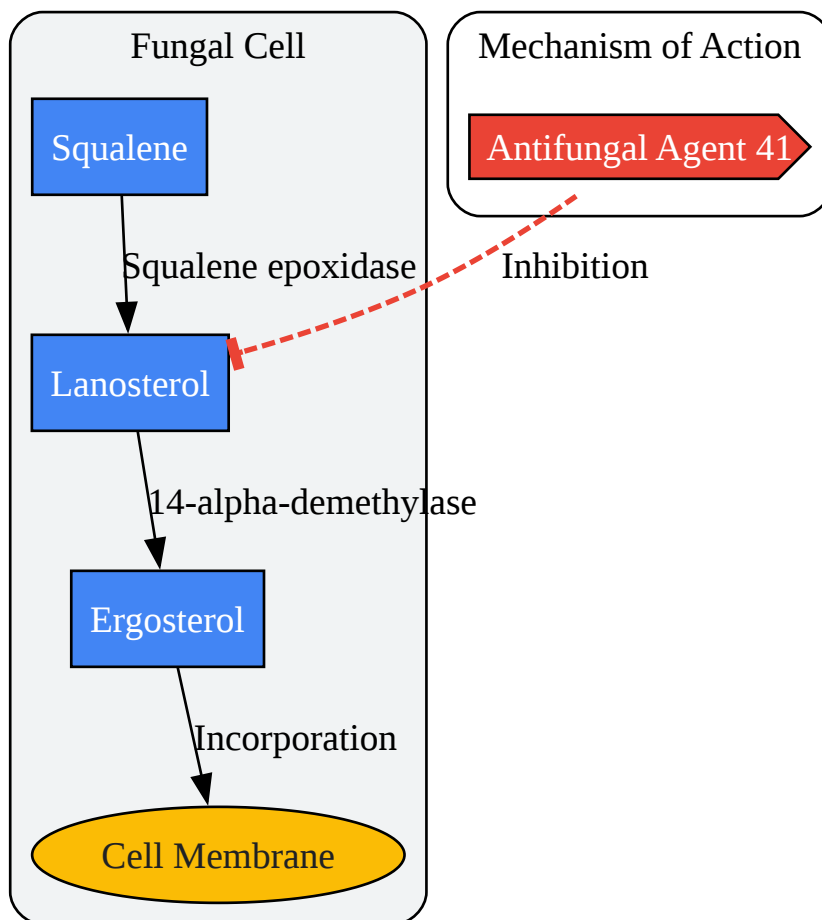 Fungal Cell
Mechanism of Action
Squalene
Antifungal Agent 41
Squalene epoxidase
Inhibition
Lanosterol
14-alpha-demethylase
Ergosterol
Incorporation
Cell Membrane